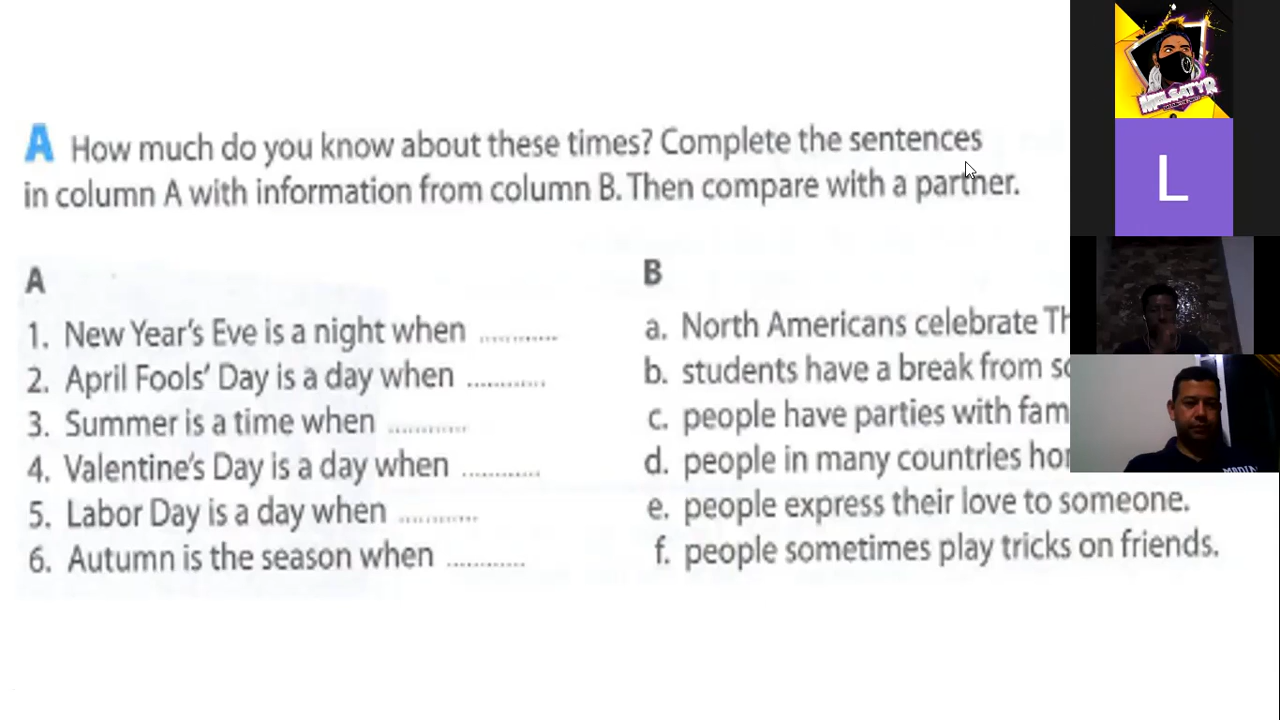 A How much do you know about these times? Complete the sentences
in column A with information from column B. Then compare with a partner.
A
1. New Year's Eve is a night when ............
2. April Fools' Day is a day when ............
3. Summer is a time when ............
4. Valentine's Day is a day when ............
5. Labor Day is a day when ............
6. Autumn is the season when ............
B
a. North Americans celebrate
b. students have a break from
c. people have parties with
d. people in many countries
e. people express their love to someone.
f. people sometimes play tricks on friends.
L